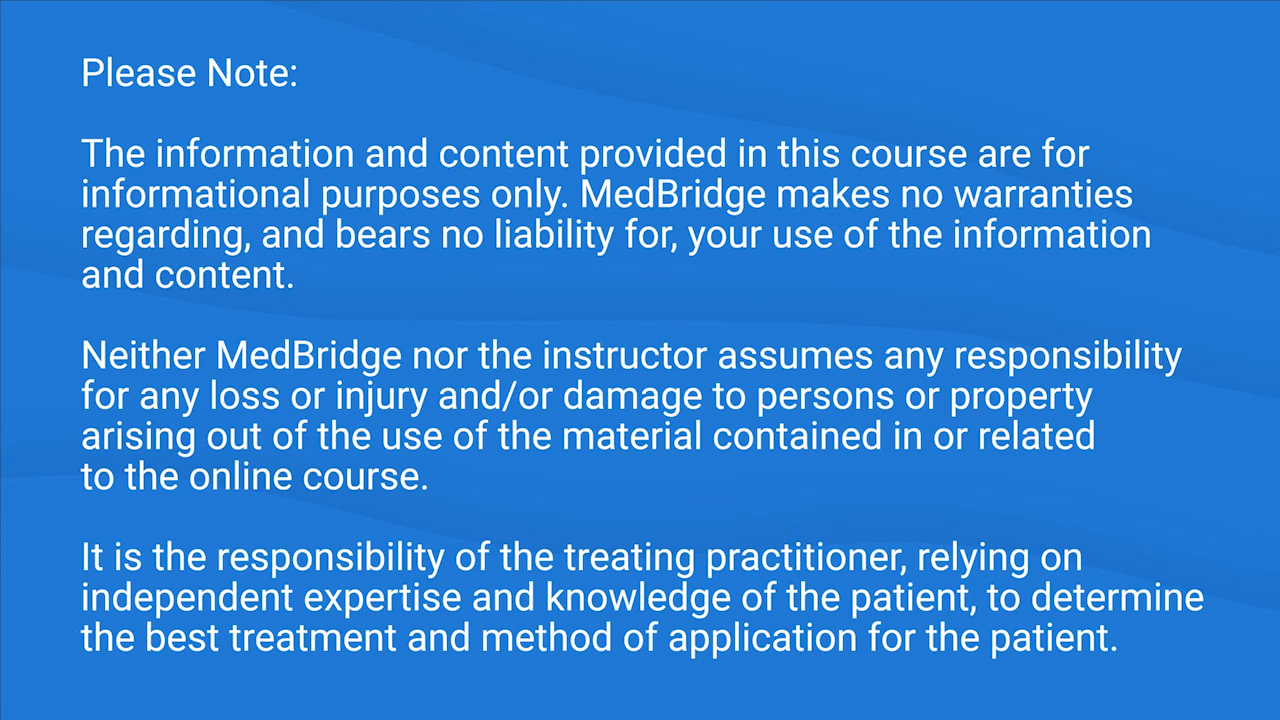 Please Note:
The information and content provided in this course are for
informational purposes only. MedBridge makes no warranties
regarding, and bears no liability for, your use of the information
and content.
Neither MedBridge nor the instructor assumes any responsibility
for any loss or injury and/or damage to persons or property
arising out of the use of the material contained in or related
to the online course.
It is the responsibility of the treating practitioner, relying on
independent expertise and knowledge of the patient, to determine
the best treatment and method of application for the patient.